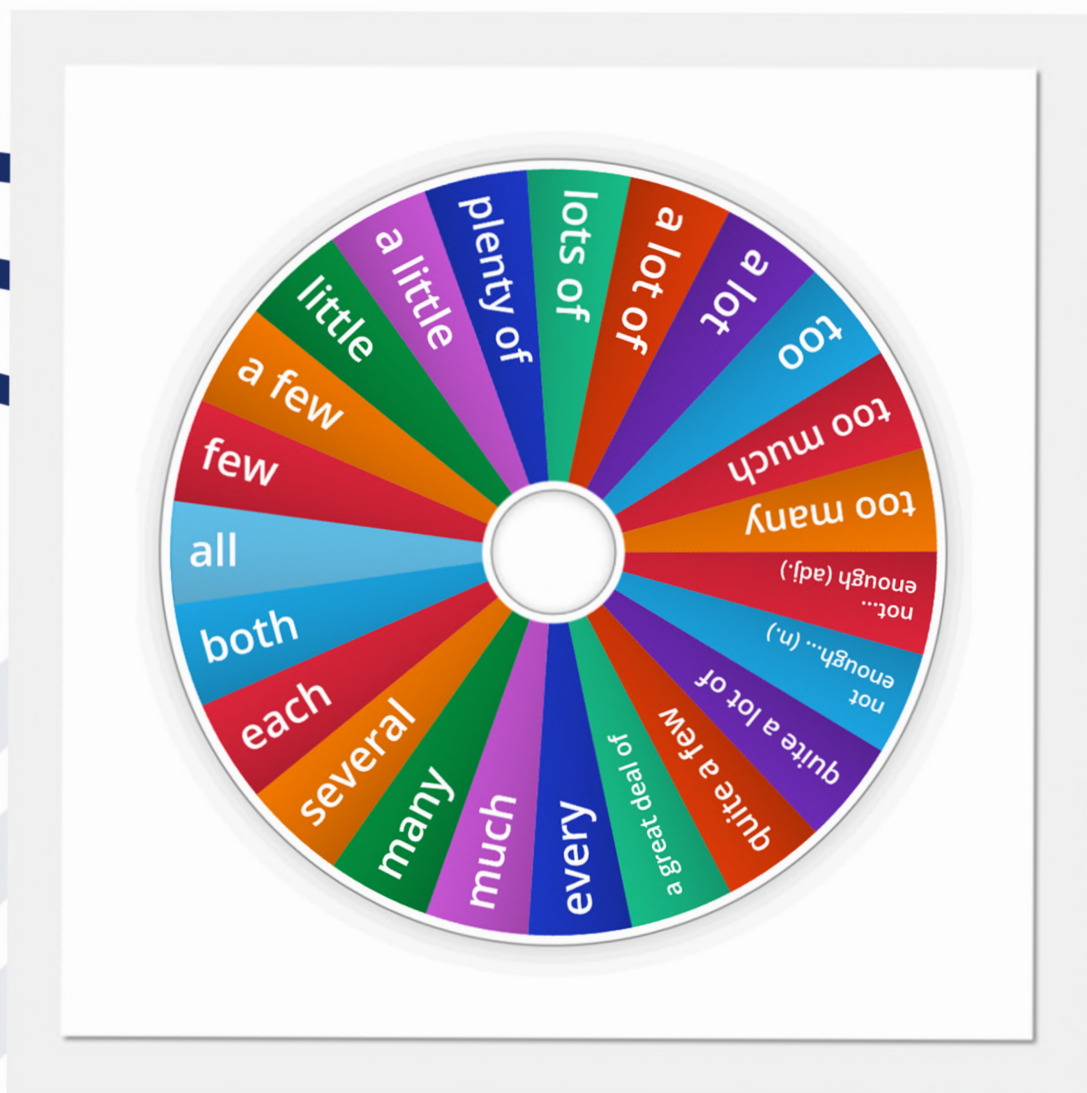 lots of
a lot of
a lot
too
too much
too many
not...
enough (adj.)
not
enough... (n.)
quite a lot of
quite a few
a great deal of
every
much
many
several
each
both
all
few
a few
little
a little
plenty of